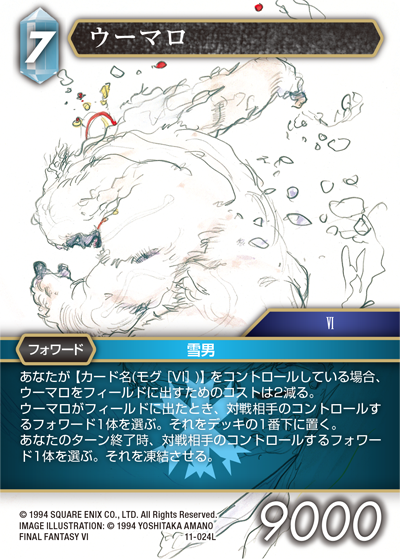 7
ウーマロ
VI
フォワード
雪男
あなたが【カード名(モグ［VI］)】をコントロールしている場合、
ウーマロをフィールドに出すためのコストは2減る。
ウーマロがフィールドに出たとき、対戦相手のコントロールす
るフォワード1体を選ぶ。それをデッキの1番下に置く。
あなたのターン終了時、対戦相手のコントロールするフォワー
ド1体を選ぶ。それを凍結させる。
© 1994 SQUARE ENIX CO., LTD. All Rights Reserved.
IMAGE ILLUSTRATION: © 1994 YOSHITAKA AMANO
FINAL FANTASY VI
11-024L
9000